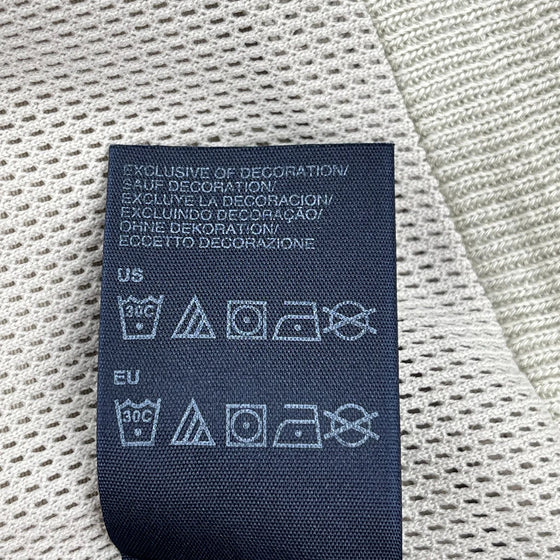 EXCLUSIVE OF DECORATION/
SAUF DECORATION/
EXCLUYE LA DECORACION/
EXCLUINDO DECORAÇÃO/
OHNE DEKORATION/
ECCETTO DECORAZIONE
US
30C
EU
30C